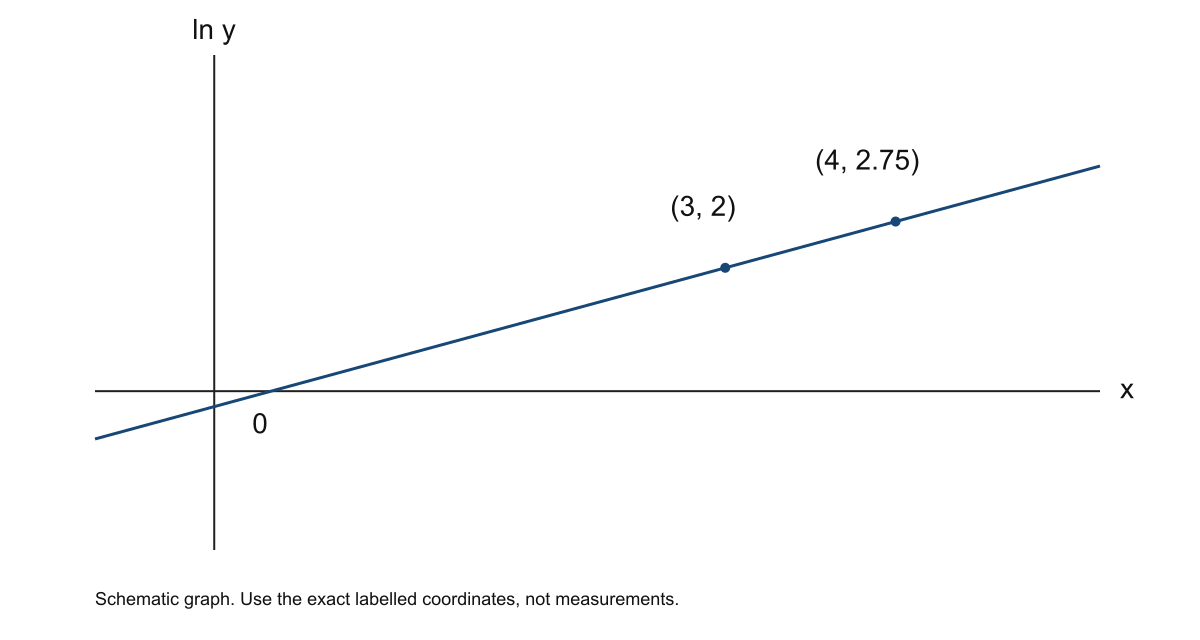 ln y
(4, 2.75)
(3, 2)
x
0
Schematic graph. Use the exact labelled coordinates, not measurements.